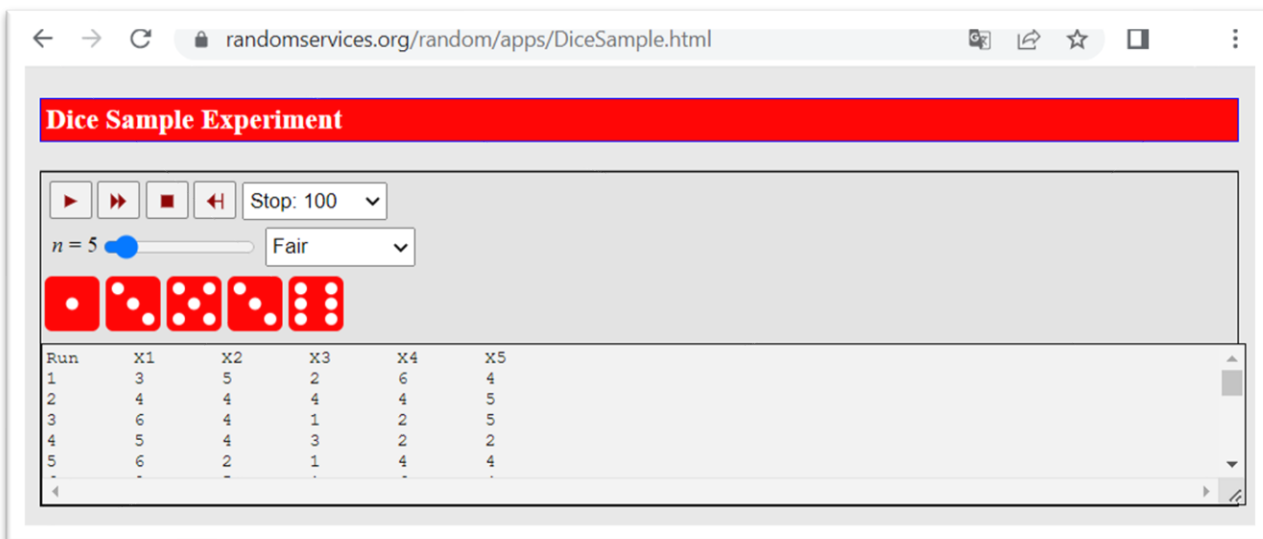 randomservices.org/random/apps/DiceSample.html
Dice Sample Experiment
Stop: 100
n = 5 Fair
Run X1 X2 X3 X4 X5
1 3 5 2 6 4
2 4 4 4 4 5
3 6 4 1 2 5
4 5 4 3 2 2
5 6 2 1 4 4